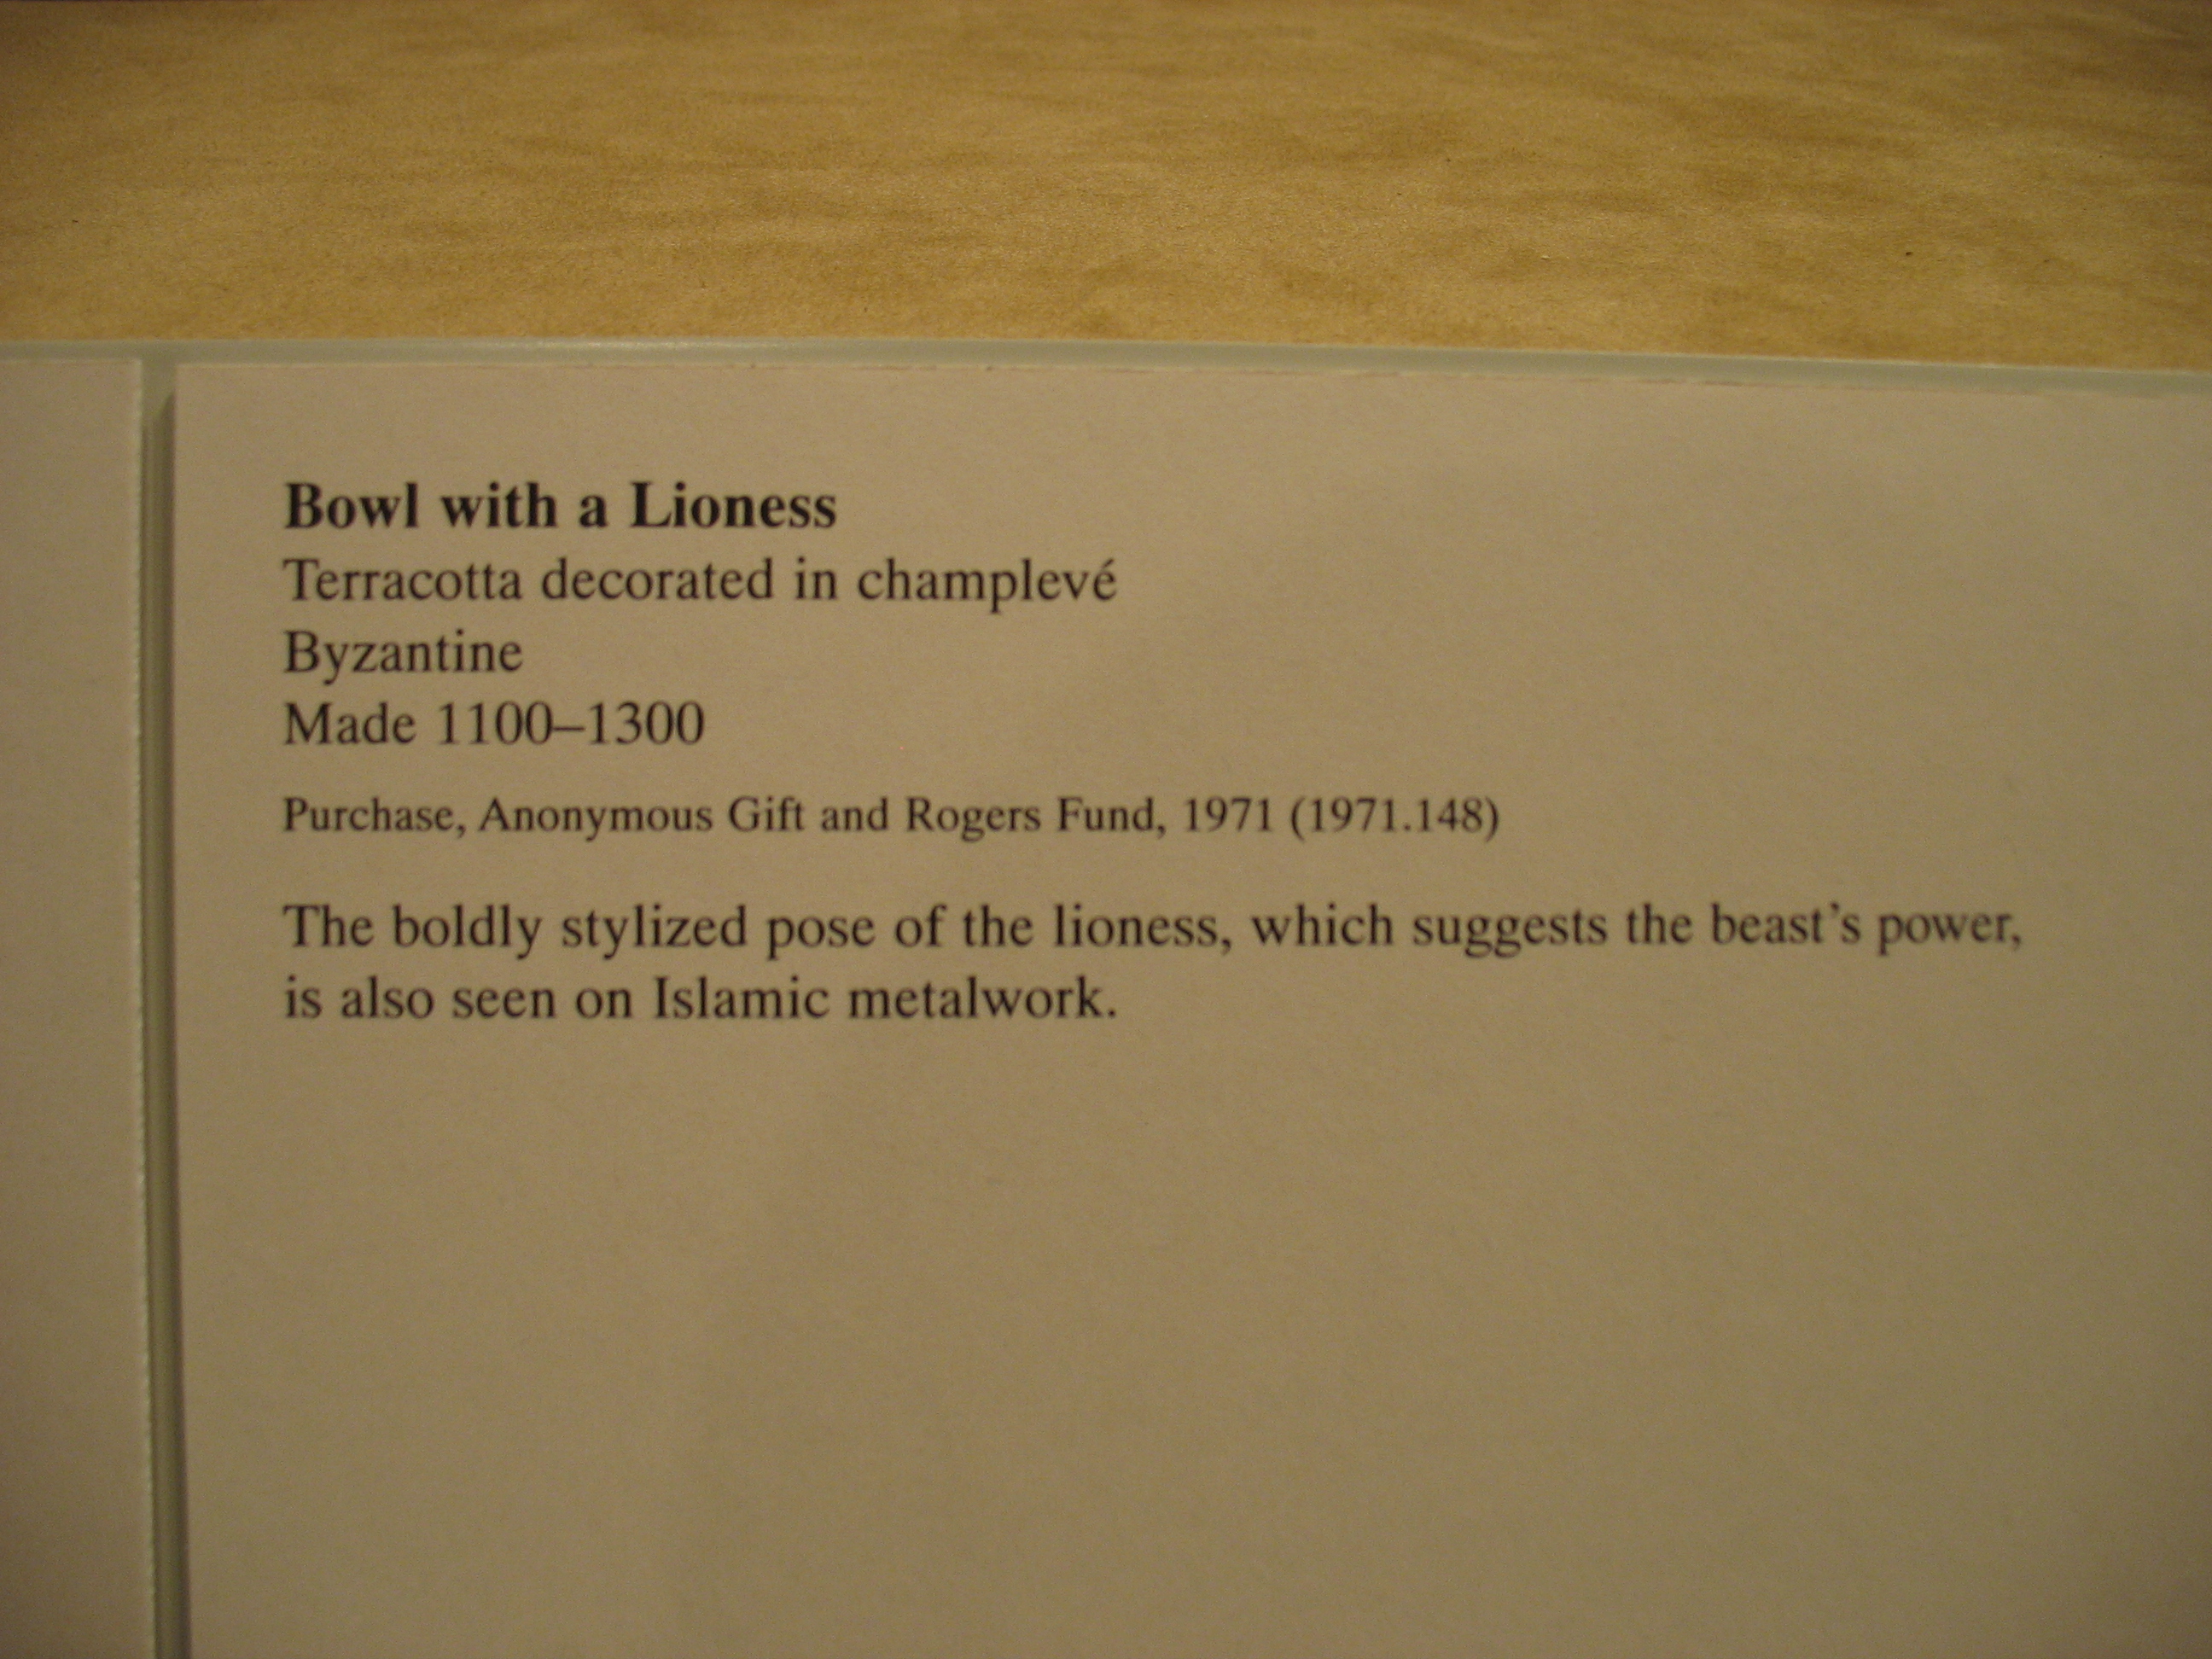 Bowl with a Lioness
Terracotta decorated in champlevé
Byzantine
Made 1100–1300
Purchase, Anonymous Gift and Rogers Fund, 1971 (1971.148)
The boldly stylized pose of the lioness, which suggests the beast’s power,
is also seen on Islamic metalwork.